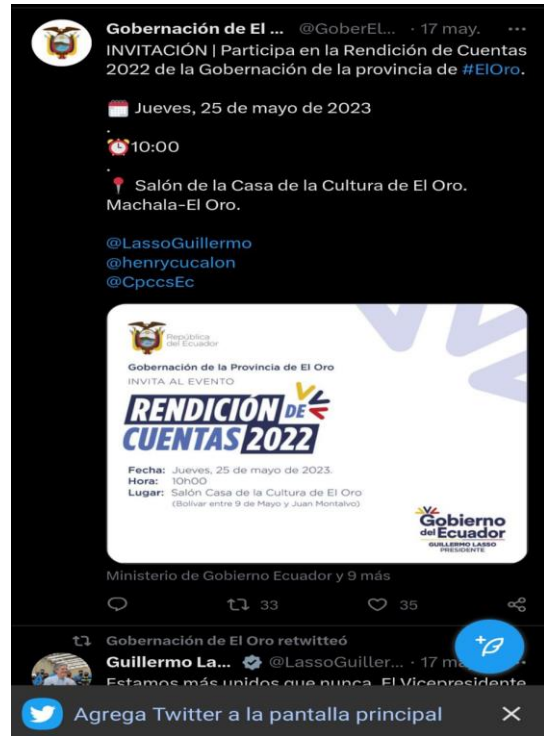 Gobernación de El ... @GoberEl... · 17 may. ···
INVITACIÓN | Participa en la Rendición de Cuentas
2022 de la Gobernación de la provincia de #ElOro.
Jueves, 25 de mayo de 2023
.
10:00
.
Salón de la Casa de la Cultura de El Oro.
Machala-El Oro.
@LassoGuillermo
@henrycucalon
@CpccsEc
República
del Ecuador
Gobernación de la Provincia de El Oro
INVITA AL EVENTO
RENDICIÓN DE
CUENTAS 2022
Fecha: Jueves, 25 de mayo de 2023.
Hora: 10h00
Lugar: Salón Casa de la Cultura de El Oro
(Bolívar entre 9 de Mayo y Juan Montalvo)
Gobierno
del Ecuador
GUILLERMO LASSO
PRESIDENTE
Ministerio de Gobierno Ecuador y 9 más
33 35
Gobernación de El Oro retwitteó
Guillermo La... @LassoGuiller... · 17 m
Estamos más unidos que nunca. El Vicepresidente
Agrega Twitter a la pantalla principal